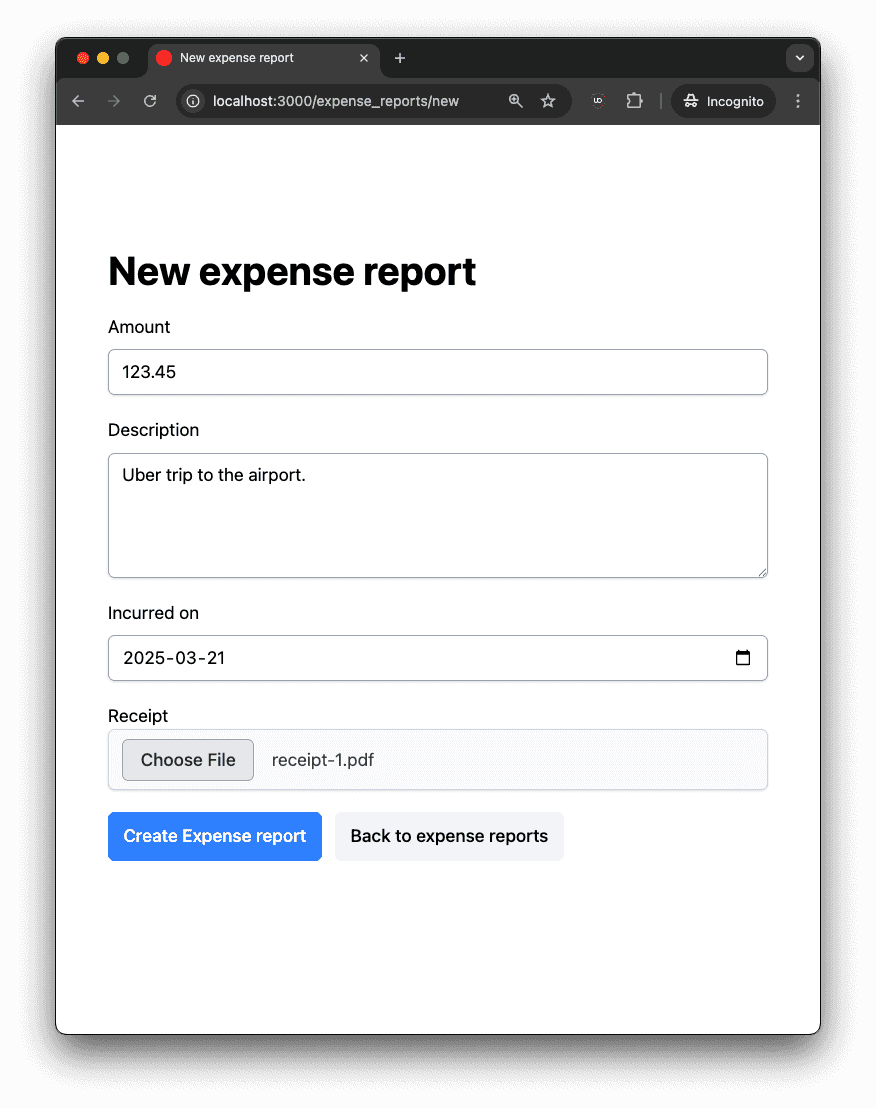 New expense report
localhost:3000/expense_reports/new
Incognito
New expense report
Amount
123.45
Description
Uber trip to the airport.
Incurred on
2025-03-21
Receipt
Choose File receipt-1.pdf
Create Expense report Back to expense reports